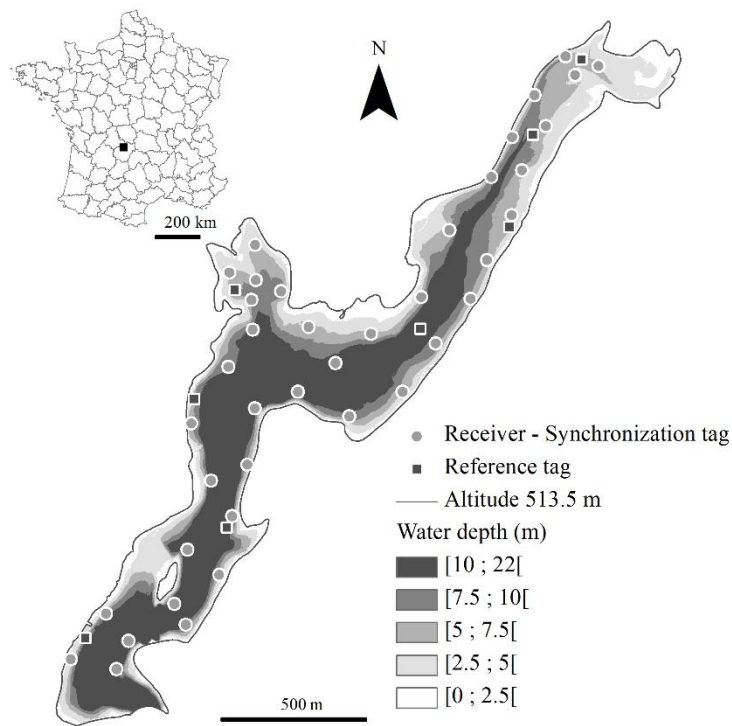 N
200 km
Receiver - Synchronization tag
Reference tag
Altitude 513.5 m
Water depth (m)
[10 ; 22[
[7.5 ; 10[
[5 ; 7.5[
[2.5 ; 5[
[0 ; 2.5[
500 m